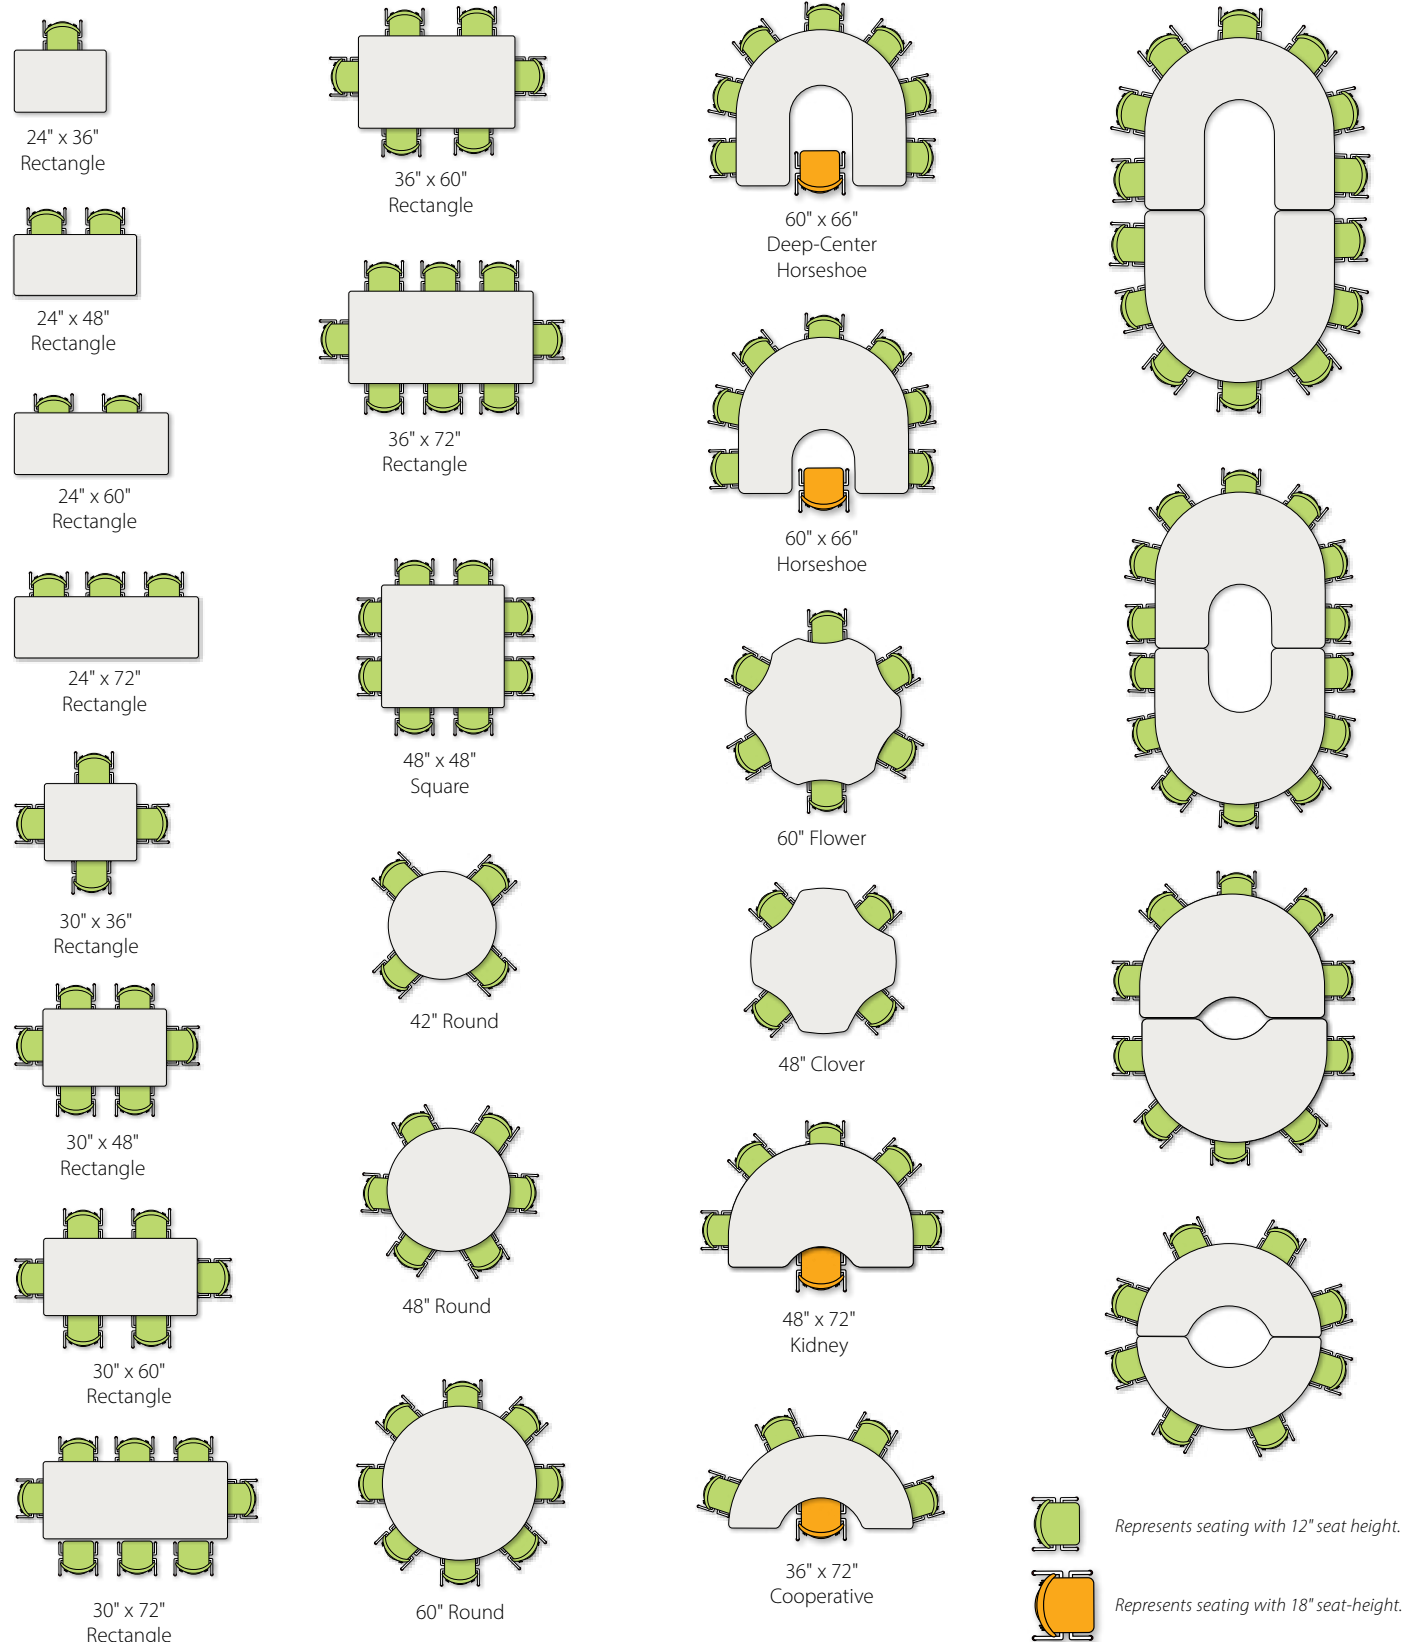 24" x 36"
Rectangle
24" x 48"
Rectangle
24" x 60"
Rectangle
24" x 72"
Rectangle
30" x 36"
Rectangle
30" x 48"
Rectangle
30" x 60"
Rectangle
30" x 72"
Rectangle
36" x 60"
Rectangle
36" x 72"
Rectangle
48" x 48"
Square
42" Round
48" Round
60" Round
60" x 66"
Deep-Center
Horseshoe
60" x 66"
Horseshoe
60" Flower
48" Clover
48" x 72"
Kidney
36" x 72"
Cooperative
Represents seating with 12" seat height.
Represents seating with 18" seat-height.